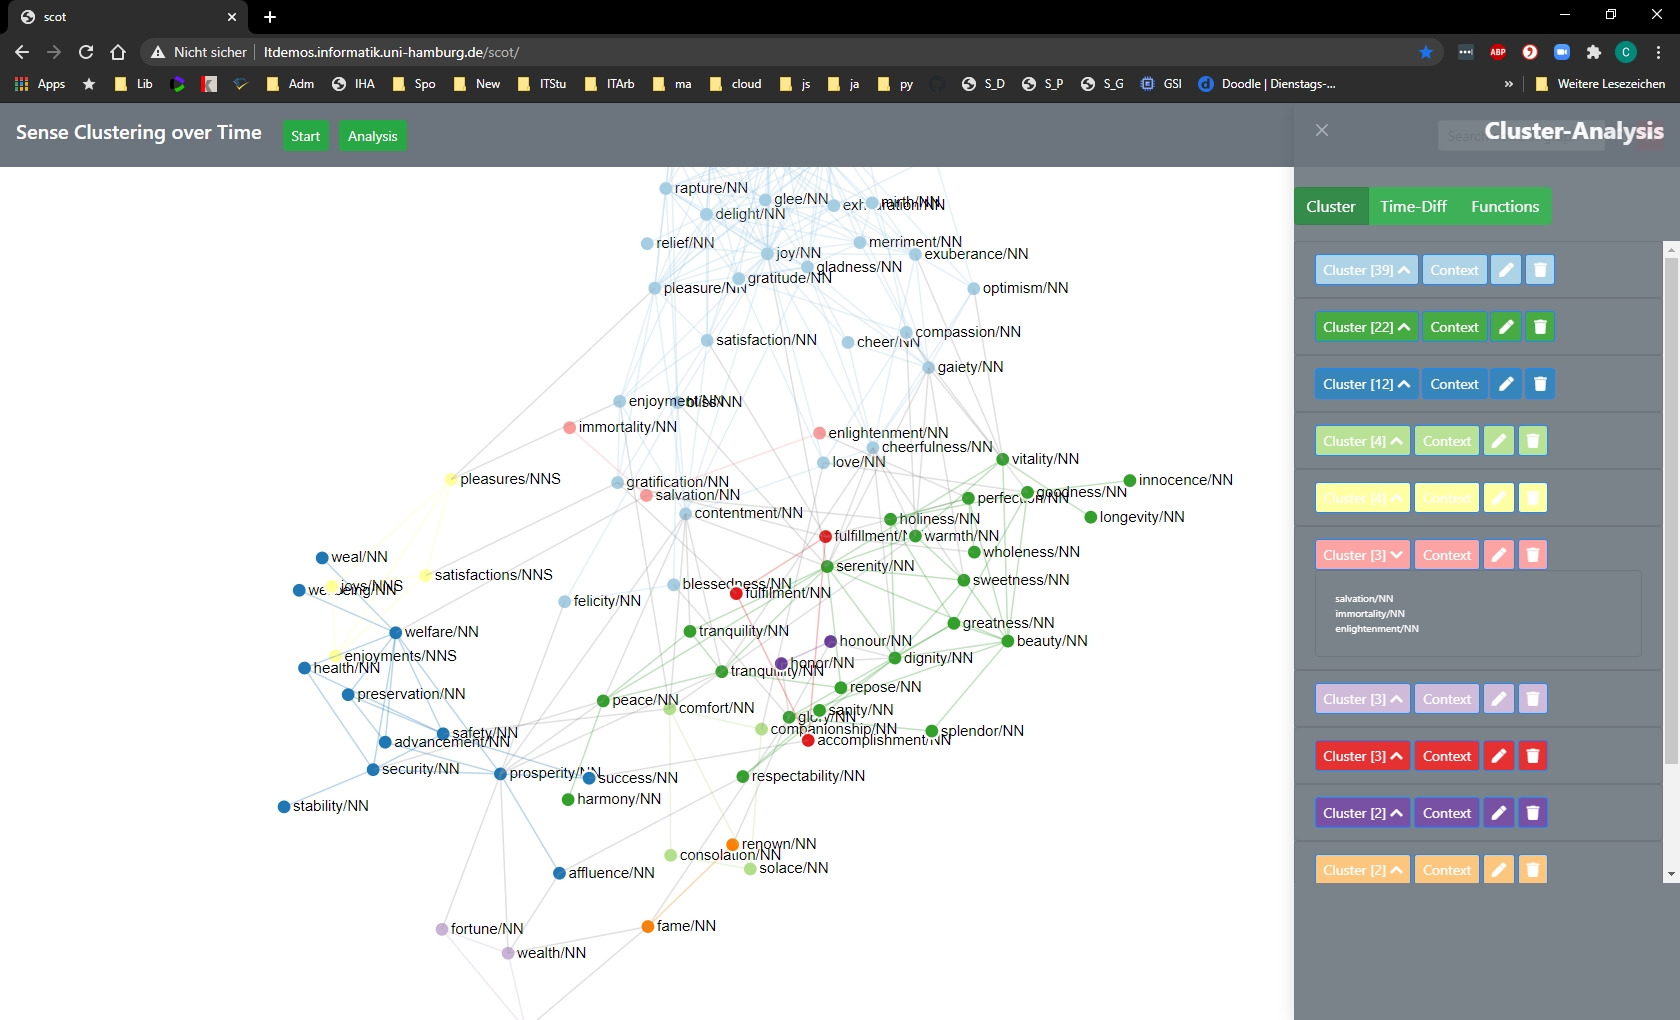 scot
Nicht sicher ltdemos.informatik.uni-hamburg.de/scot/
ABP
C
Apps Lib Adm IHA Spo New ITStu ITArb ma cloud js ja py S_D S_P S_G GSI Doodle | Dienstags-... » Weitere Lesezeichen
Sense Clustering over Time Start Analysis
Cluster-Analysis
Cluster Time-Diff Functions
rapture/NN
glee/NN
mirth/NN
delight/NN
relief/NN
merriment/NN
joy/NN
exuberance/NN
gladness/NN
gratitude/NN
pleasure/NN
optimism/NN
satisfaction/NN
compassion/NN
cheer/NN
gaiety/NN
enjoyment/NN
bliss/NN
immortality/NN
enlightenment/NN
cheerfulness/NN
love/NN
vitality/NN
pleasures/NNS
gratification/NN
salvation/NN
innocence/NN
goodness/NN
perfection/NN
contentment/NN
holiness/NN
longevity/NN
fulfillment/NN
warmth/NN
wholeness/NN
weal/NN
serenity/NN
satisfactions/NNS
sweetness/NN
joys/NNS
wellbeing/NN
blessedness/NN
fulfilment/NN
felicity/NN
greatness/NN
welfare/NN
tranquility/NN
honour/NN
beauty/NN
enjoyments/NNS
health/NN
honor/NN
dignity/NN
tranquillity/NN
preservation/NN
repose/NN
peace/NN
comfort/NN
sanity/NN
glory/NN
safety/NN
companionship/NN
splendor/NN
advancement/NN
accomplishment/NN
security/NN
prosperity/NN
success/NN
respectability/NN
stability/NN
harmony/NN
renown/NN
consolation/NN
solace/NN
affluence/NN
fortune/NN
fame/NN
wealth/NN
Cluster [39] Context
Cluster [22] Context
Cluster [12] Context
Cluster [4] Context
Cluster [4] Context
Cluster [3] Context
salvation/NN
immortality/NN
enlightenment/NN
Cluster [3] Context
Cluster [3] Context
Cluster [2] Context
Cluster [2] Context